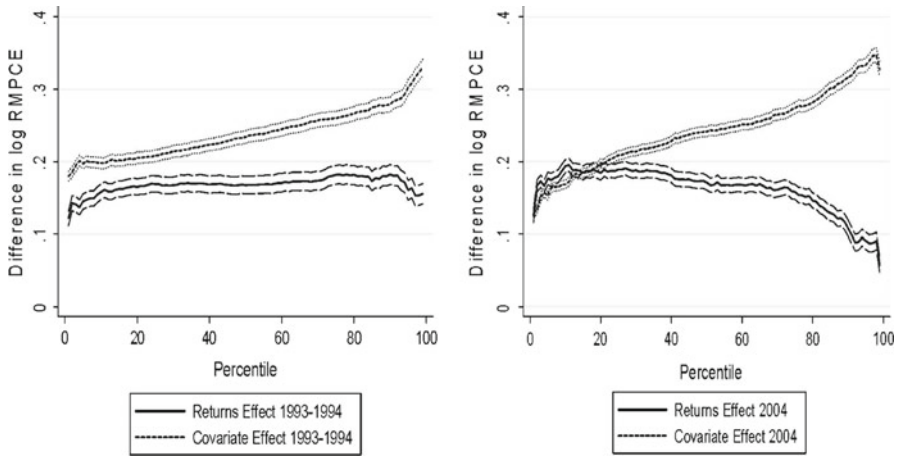 Difference in log RMPCE
.4
.3
.2
.1
0
0 20 40 60 80 100
Percentile
Returns Effect 1993-1994
Covariate Effect 1993-1994
Difference in log RMPCE
.4
.3
.2
.1
0
0 20 40 60 80 100
Percentile
Returns Effect 2004
Covariate Effect 2004